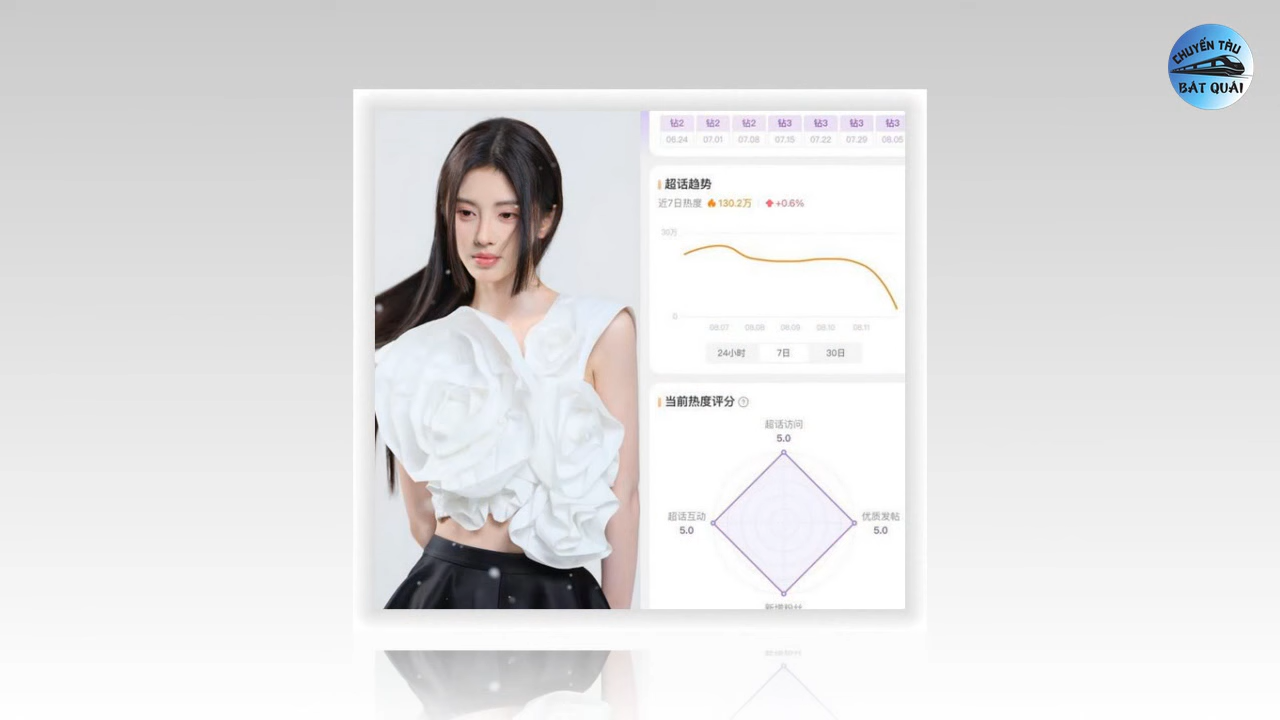 CHUYẾN TÀU
BÁT QUÁI
钻2 钻2 钻2 钻3 钻3 钻3 钻3
06.24 07.01 07.08 07.15 07.22 07.29 08.05
超话趋势
近7日热度 130.2万 +0.6%
30万
0
08.07 08.08 08.09 08.10 08.11
24小时 7日 30日
当前热度评分 ?
超话访问
5.0
超话互动 优质发帖
5.0 5.0